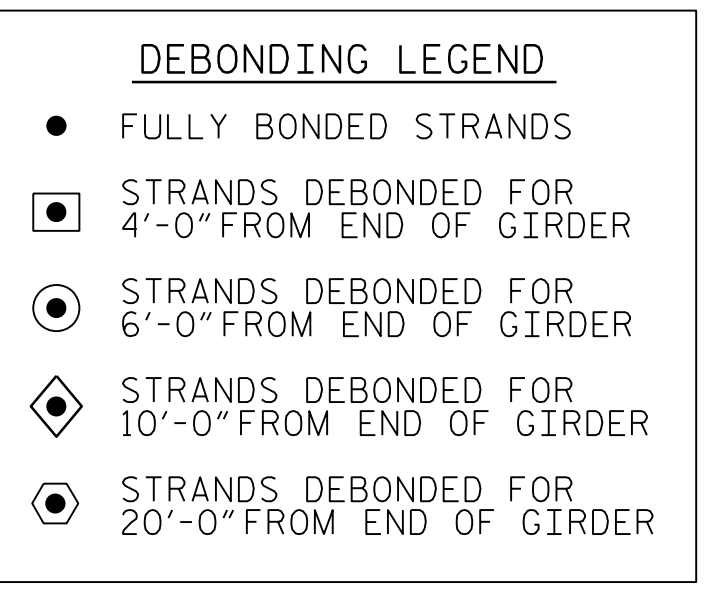 DEBONDING LEGEND
FULLY BONDED STRANDS
STRANDS DEBONDED FOR
4'-0" FROM END OF GIRDER
STRANDS DEBONDED FOR
6'-0" FROM END OF GIRDER
STRANDS DEBONDED FOR
10'-0" FROM END OF GIRDER
STRANDS DEBONDED FOR
20'-0" FROM END OF GIRDER